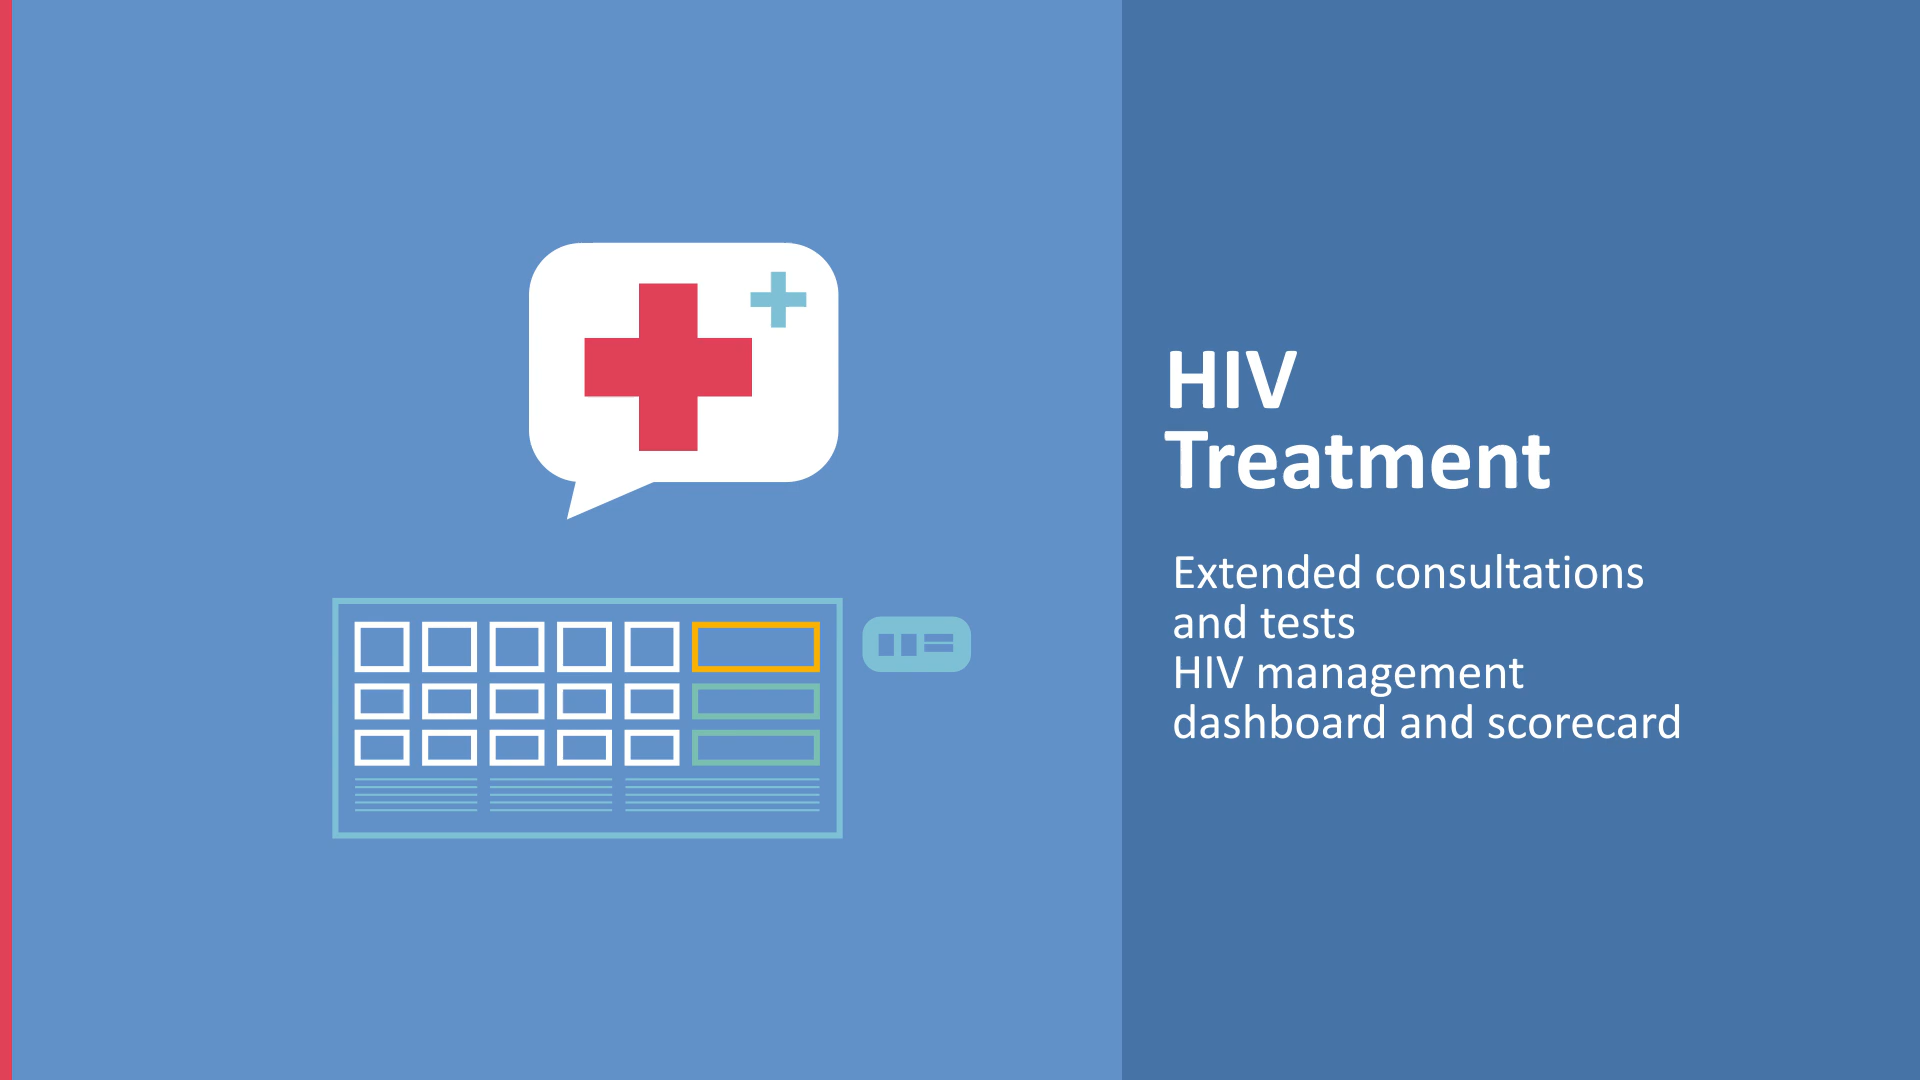 HIV
Treatment
Extended consultations
and tests
HIV management
dashboard and scorecard